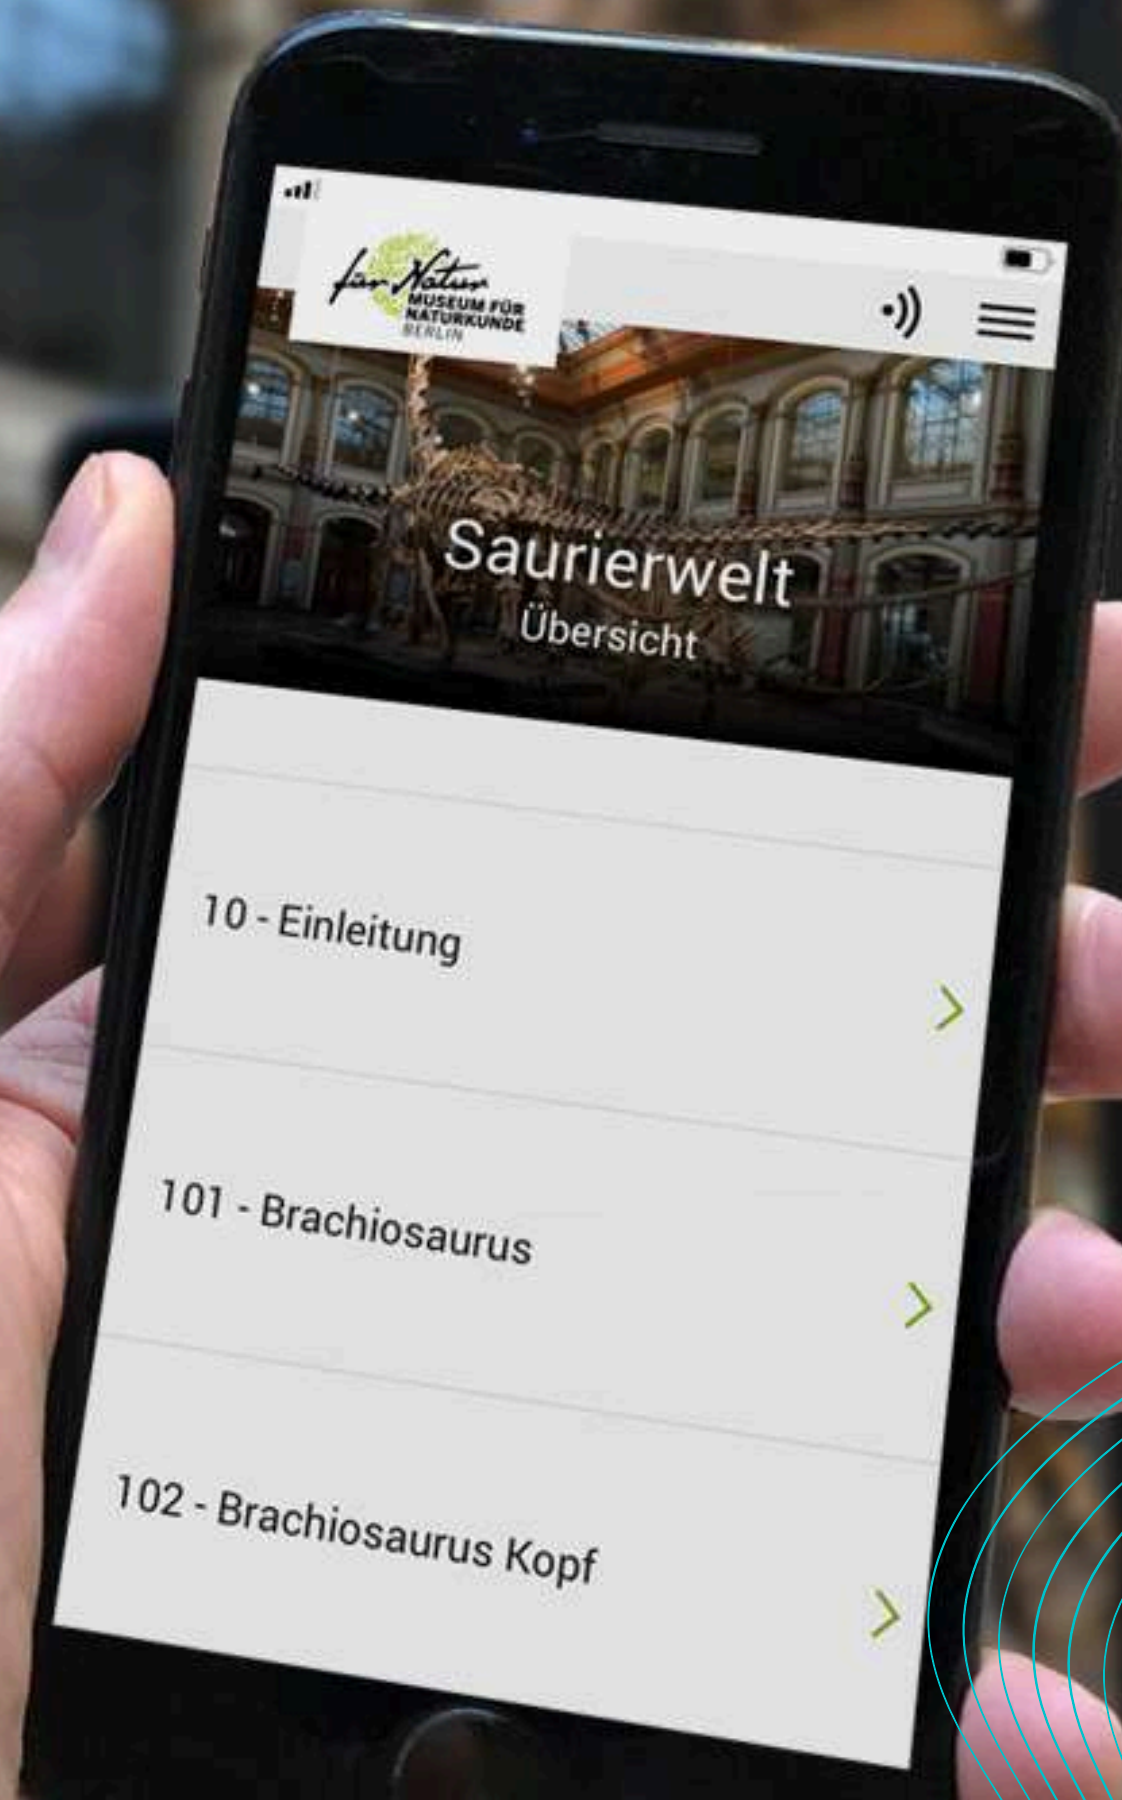 für Natur
MUSEUM FÜR
NATURKUNDE
BERLIN
Saurierwelt
Übersicht
10 - Einleitung
101 - Brachiosaurus
102 - Brachiosaurus Kopf